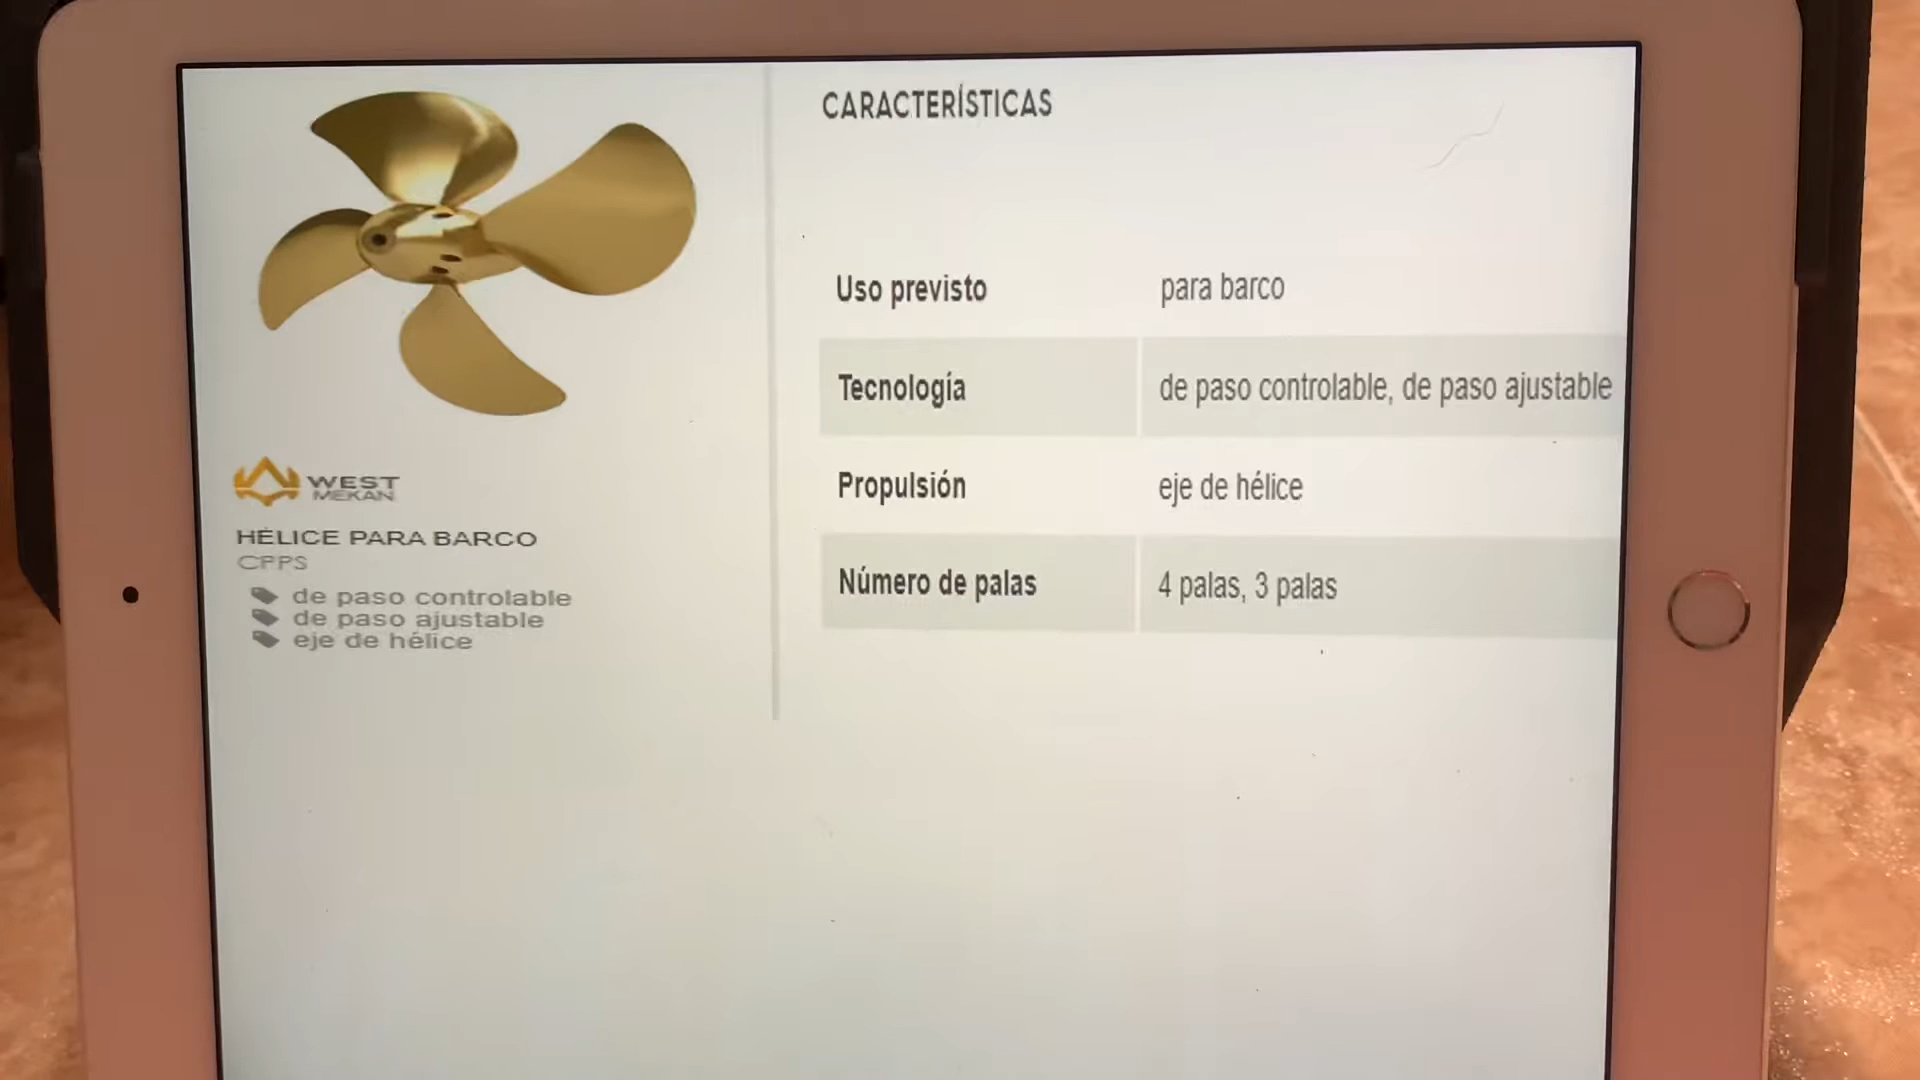 WEST
MEKAN
HÉLICE PARA BARCO
CPPS
de paso controlable
de paso ajustable
eje de hélice
CARACTERÍSTICAS
Uso previsto para barco
Tecnología de paso controlable, de paso ajustable
Propulsión eje de hélice
Número de palas 4 palas, 3 palas